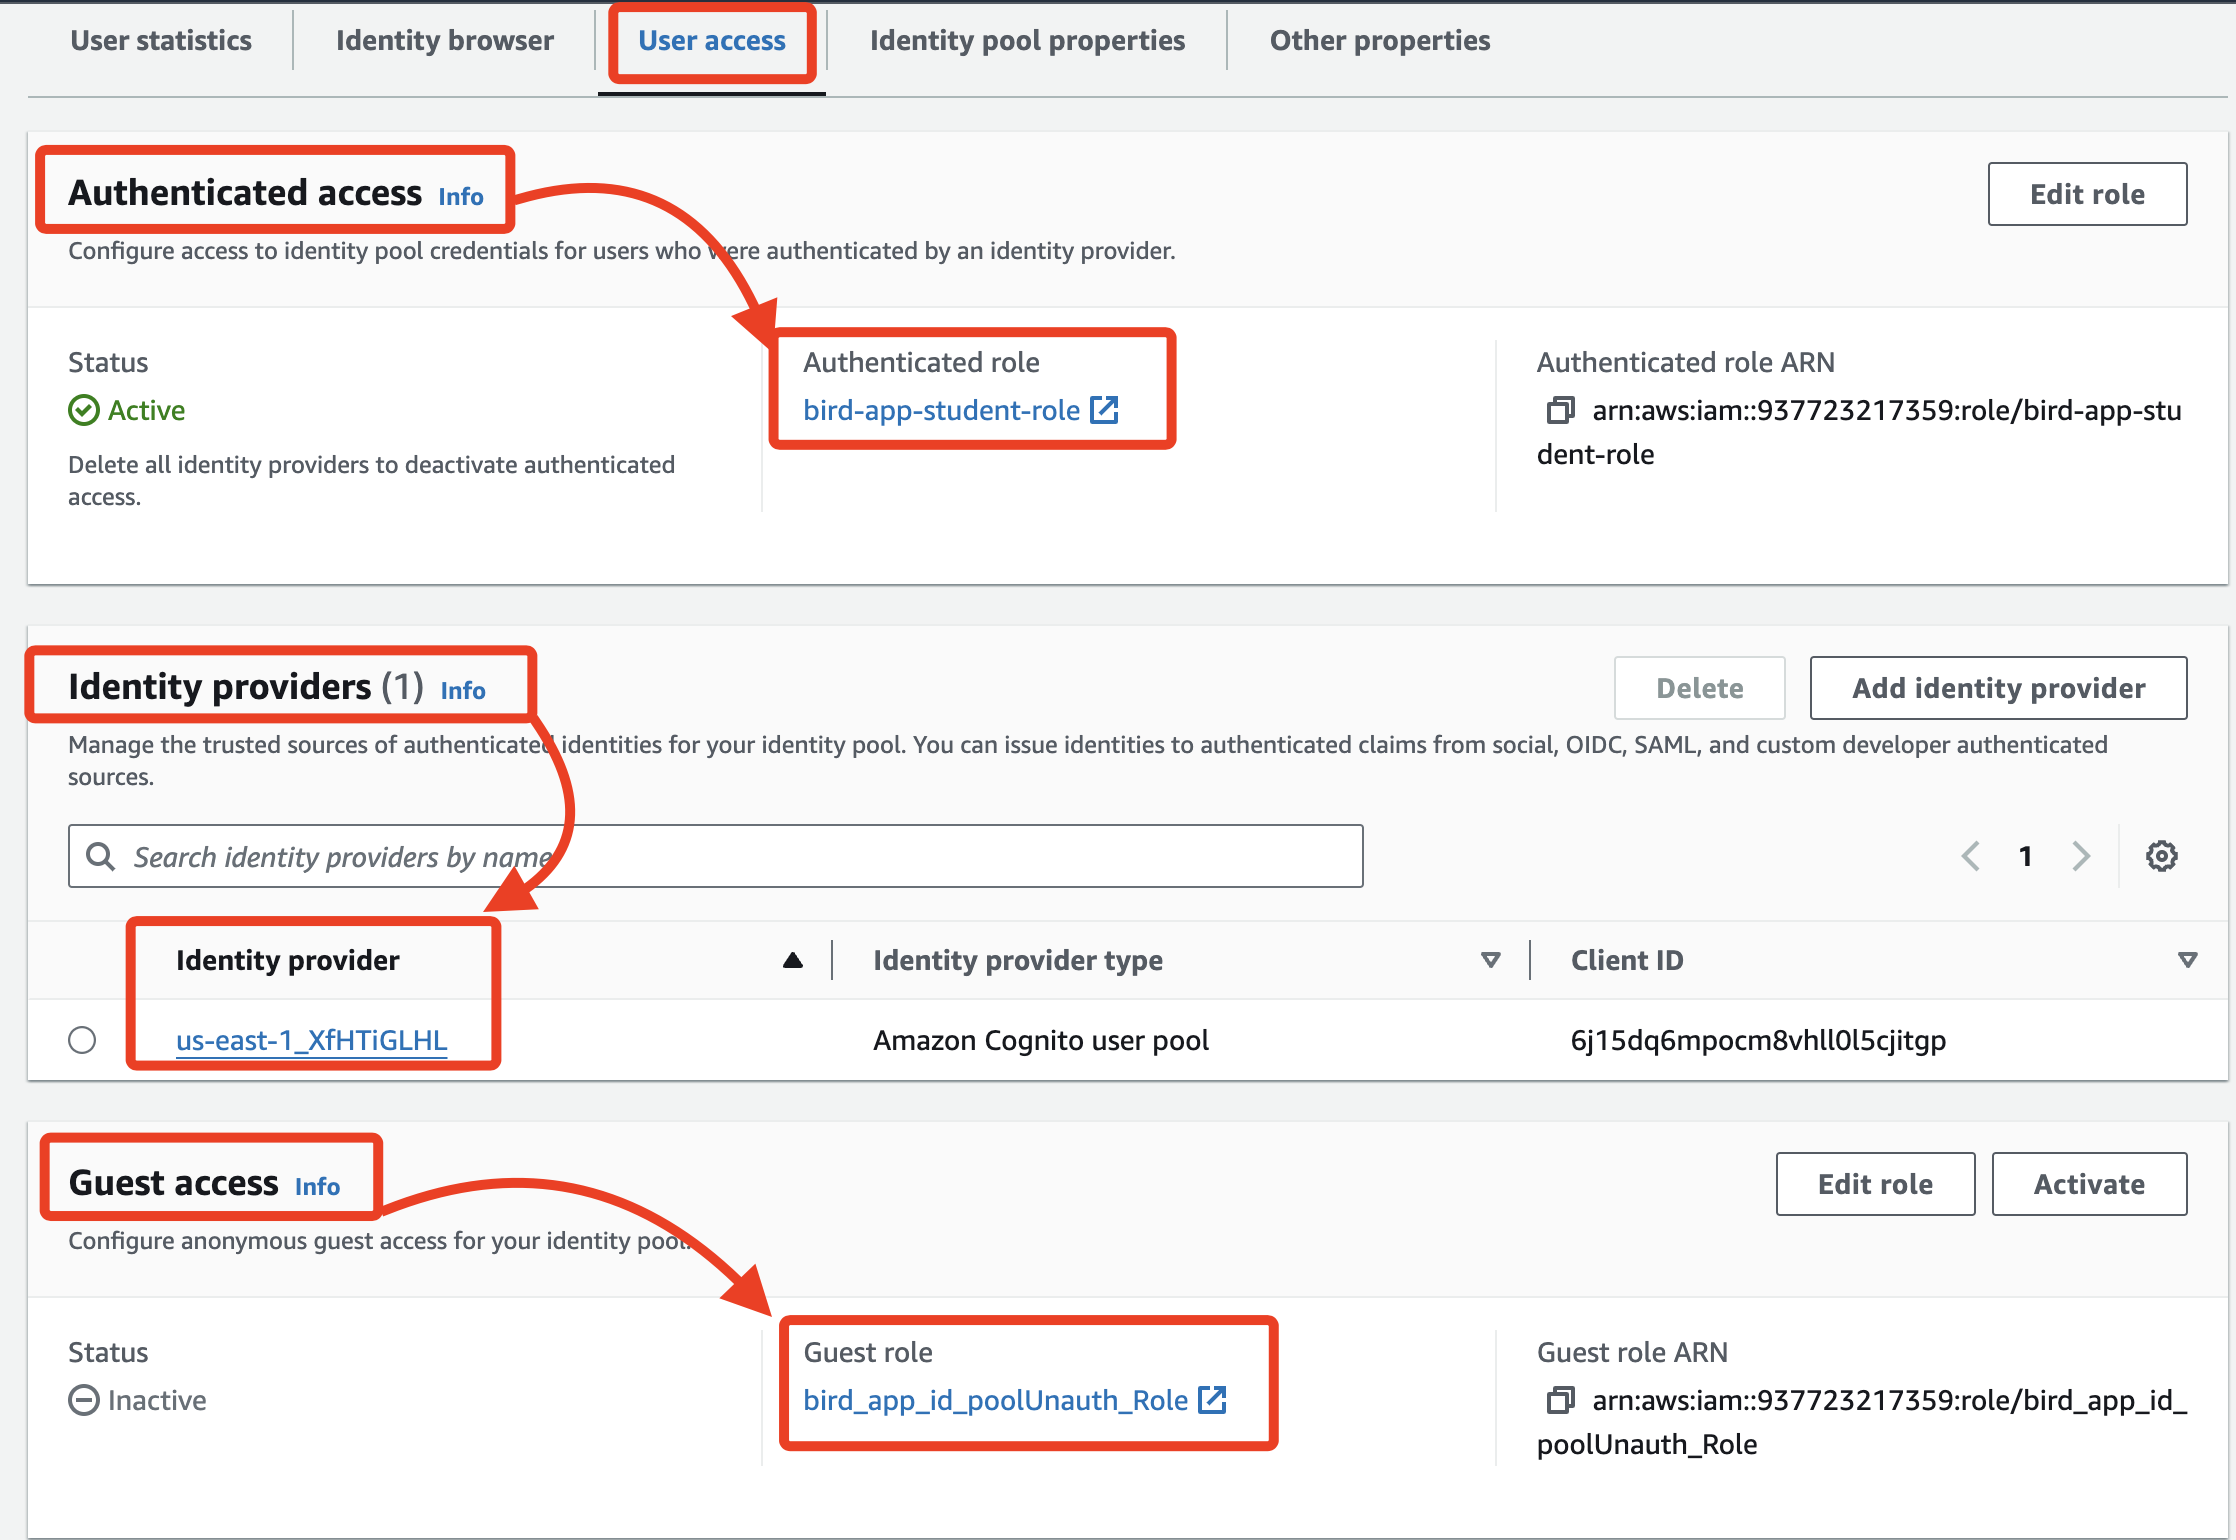 User statistics
Identity browser
User access
Identity pool properties
Other properties
Authenticated access Info
Edit role
Configure access to identity pool credentials for users who were authenticated by an identity provider.
Status
Active
Delete all identity providers to deactivate authenticated
access.
Authenticated role
bird-app-student-role
Authenticated role ARN
arn:aws:iam::937723217359:role/bird-app-stu
dent-role
Identity providers (1) Info
Delete
Add identity provider
Manage the trusted sources of authenticated identities for your identity pool. You can issue identities to authenticated claims from social, OIDC, SAML, and custom developer authenticated
sources.
Search identity providers by name
1
Identity provider
Identity provider type
Client ID
us-east-1_XfHTiGLHL
Amazon Cognito user pool
6j15dq6mpocm8vhll0l5cjitgp
Guest access Info
Edit role
Activate
Configure anonymous guest access for your identity pool.
Status
Inactive
Guest role
bird_app_id_poolUnauth_Role
Guest role ARN
arn:aws:iam::937723217359:role/bird_app_id_
poolUnauth_Role